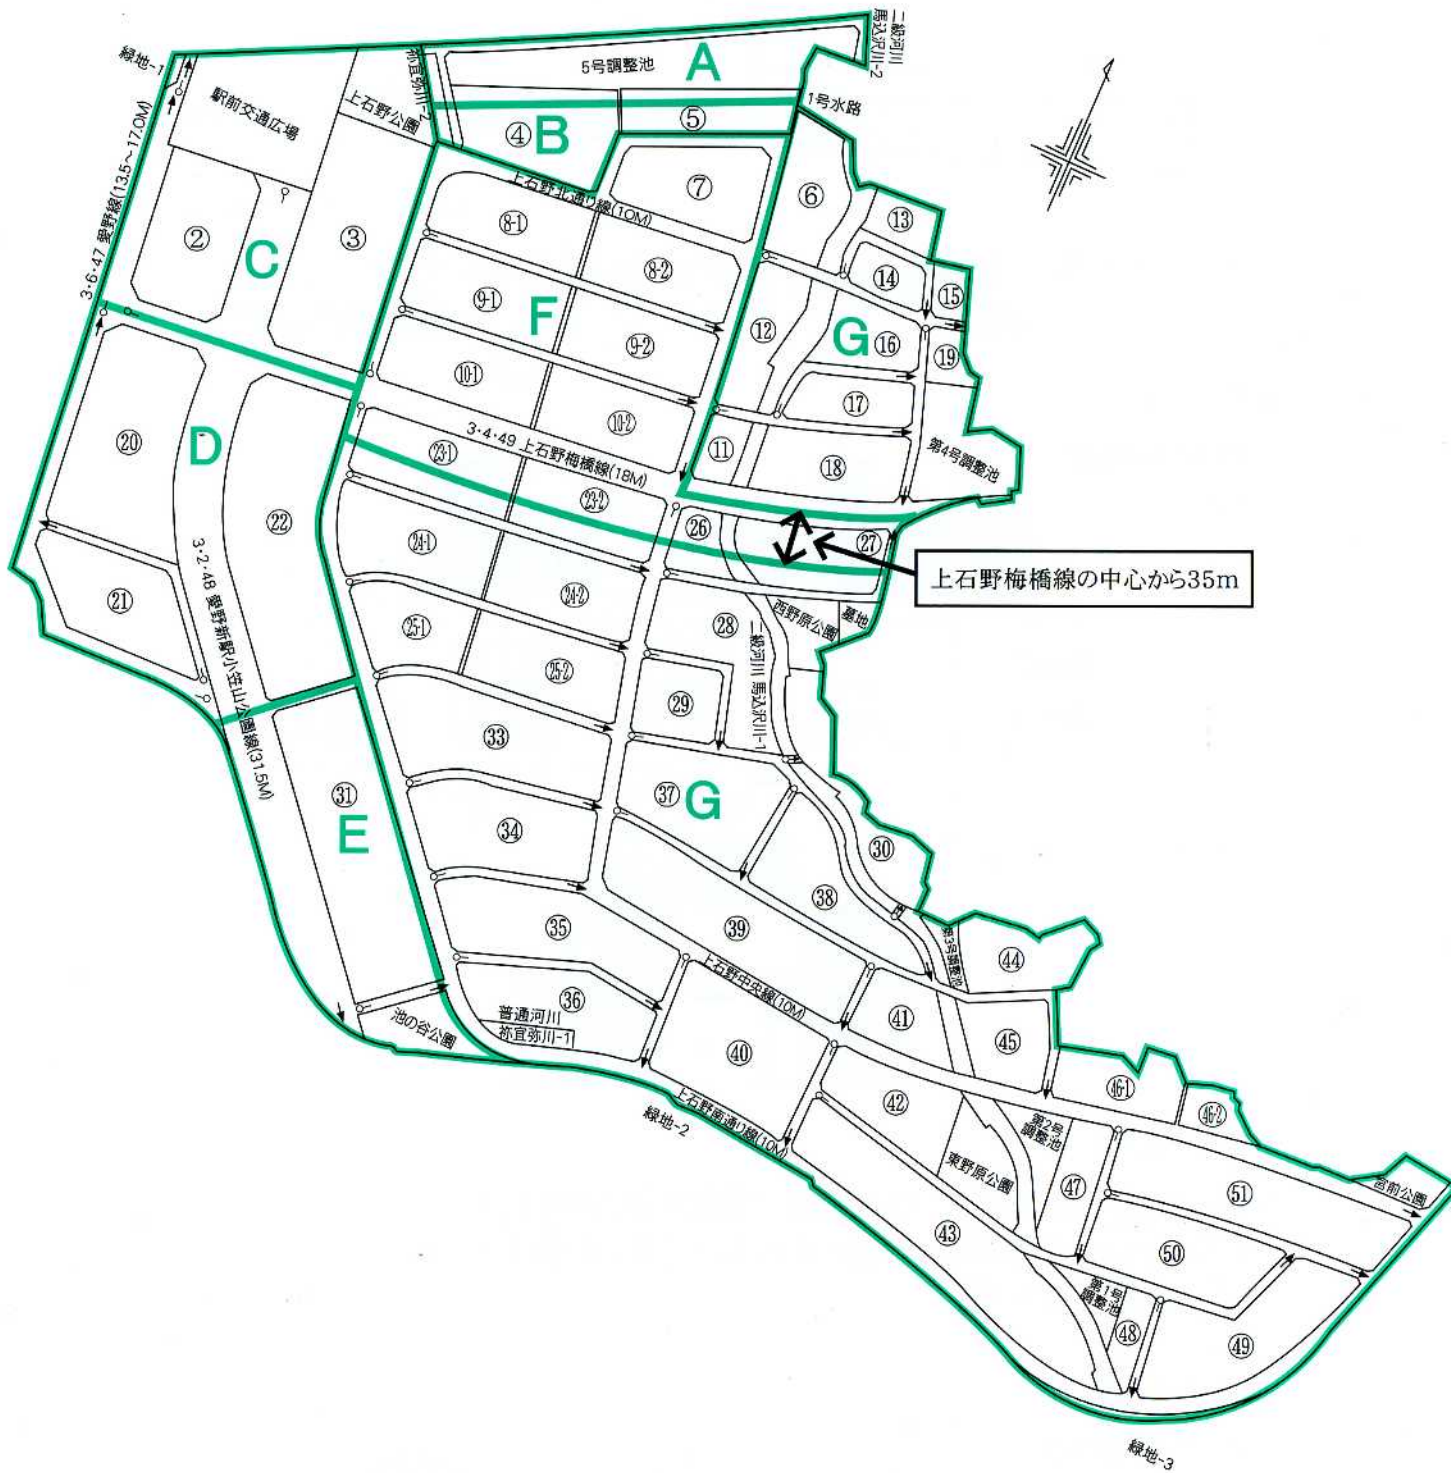 二級河川
馬込沢川-2
緑地-1
祢宜弥川-2
5号調整池
A
駅前交通広場
上石野公園
1号水路
④
B
⑤
3・6・47 愛野線(13.5~17.0M)
上石野北通り線(10M)
⑦
⑥
⑬
②
C
③
8-1
8-2
⑭
⑮
9-1
F
9-2
⑫
G
⑯
⑲
10-1
10-2
⑰
⑳
D
3・4・49 上石野梅橋線(18M)
⑪
⑱
第4号調整池
23-1
23-2
㉒
㉖
㉗
上石野梅橋線の中心から35m
24-1
24-2
㉑
3・2・48 愛野新駅小笠山公園線(31.5M)
25-1
25-2
㉘
西野原公園
墓地
二級河川 馬込沢川-1
㉙
㉝
㉛
E
㊲
G
㉞
㉚
㊳
㉟
㊴
上石野中央線(10M)
第3号調整池
㊹
㊱
普通河川
祢宜弥川-1
池の谷公園
㊵
㊶
㊺
46-1
46-2
緑地-2
上石野南通り線(10M)
㊷
第2号
調整池
東野原公園
㊼
51
宮前公園
㊸
㊿
第1号
調整池
㊽
㊾
緑地-3